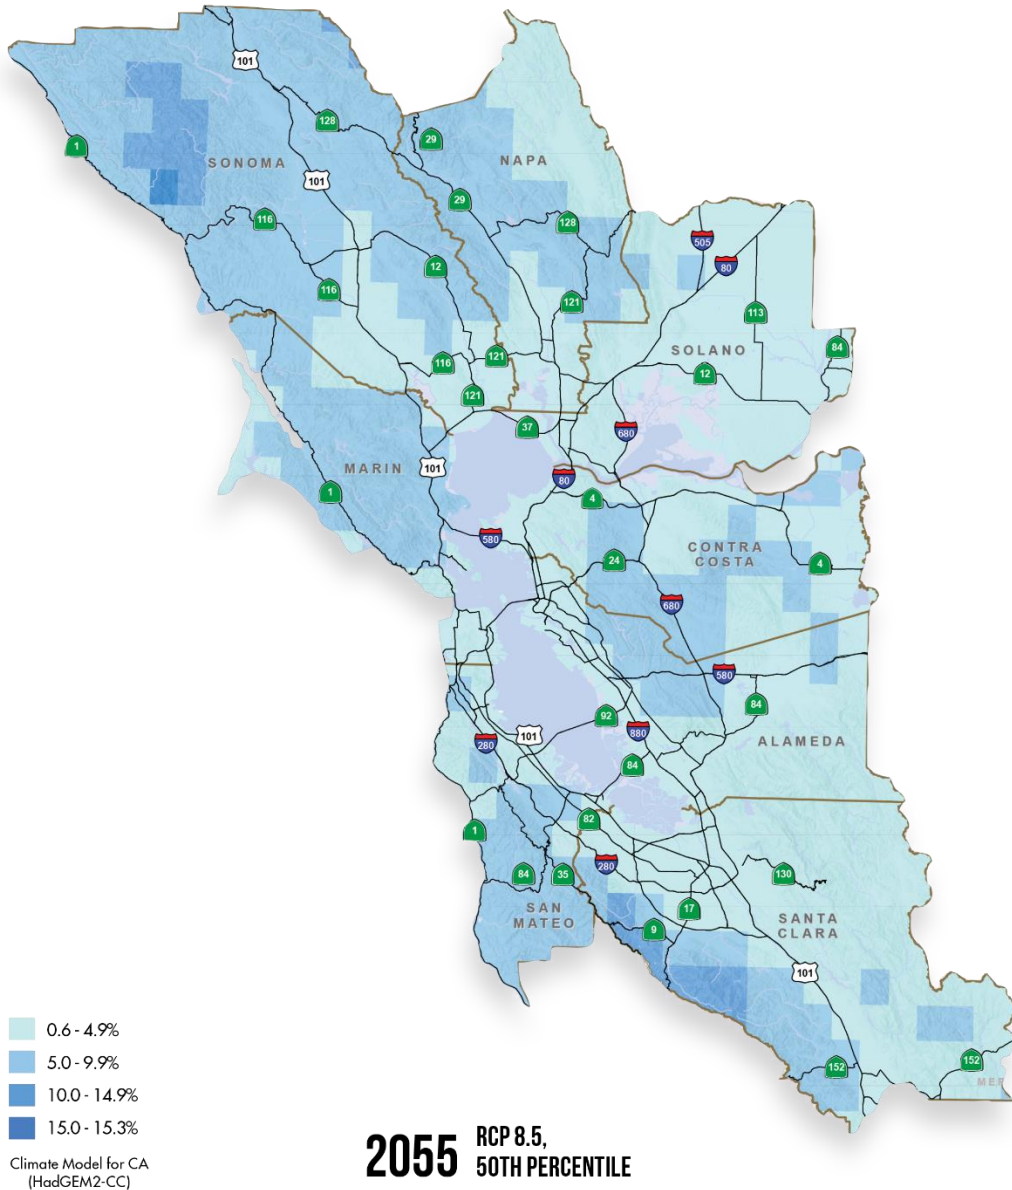 101
128
29
1
SONOMA
NAPA
101
29
116
128
505
80
12
116
121
113
SOLANO
84
116
121
12
121
37
680
MARIN
101
80
1
4
580
CONTRA
COSTA
24
4
680
580
84
92
101
880
280
ALAMEDA
84
82
1
280
84
35
130
17
SAN
MATEO
9
SANTA
CLARA
101
152
152
MER
0.6 - 4.9%
5.0 - 9.9%
10.0 - 14.9%
15.0 - 15.3%
Climate Model for CA
(HadGEM2-CC)
2055
RCP 8.5,
50TH PERCENTILE